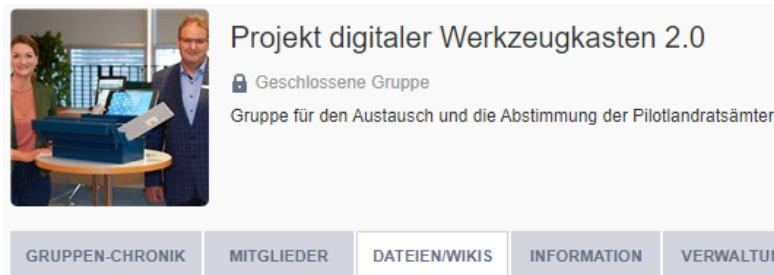 Projekt digitaler Werkzeugkasten 2.0
Geschlossene Gruppe
Gruppe für den Austausch und die Abstimmung der Pilotlandratsämter
GRUPPEN-CHRONIK MITGLIEDER DATEIEN/WIKIS INFORMATION